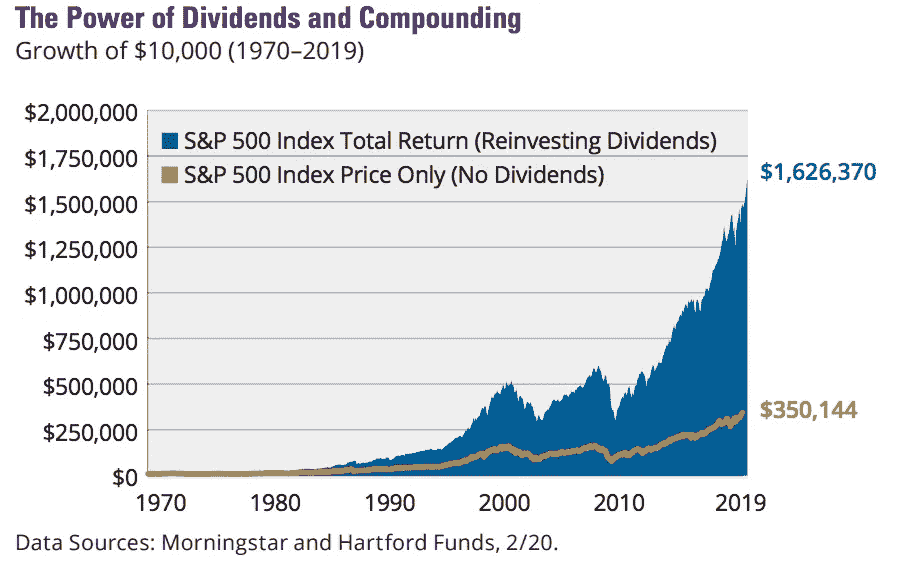 The Power of Dividends and Compounding
Growth of $10,000 (1970–2019)
$2,000,000
S&P 500 Index Total Return (Reinvesting Dividends)
$1,750,000
S&P 500 Index Price Only (No Dividends)
$1,626,370
$1,500,000
$1,250,000
$1,000,000
$750,000
$500,000
$350,144
$250,000
$0
1970 1980 1990 2000 2010 2019
Data Sources: Morningstar and Hartford Funds, 2/20.